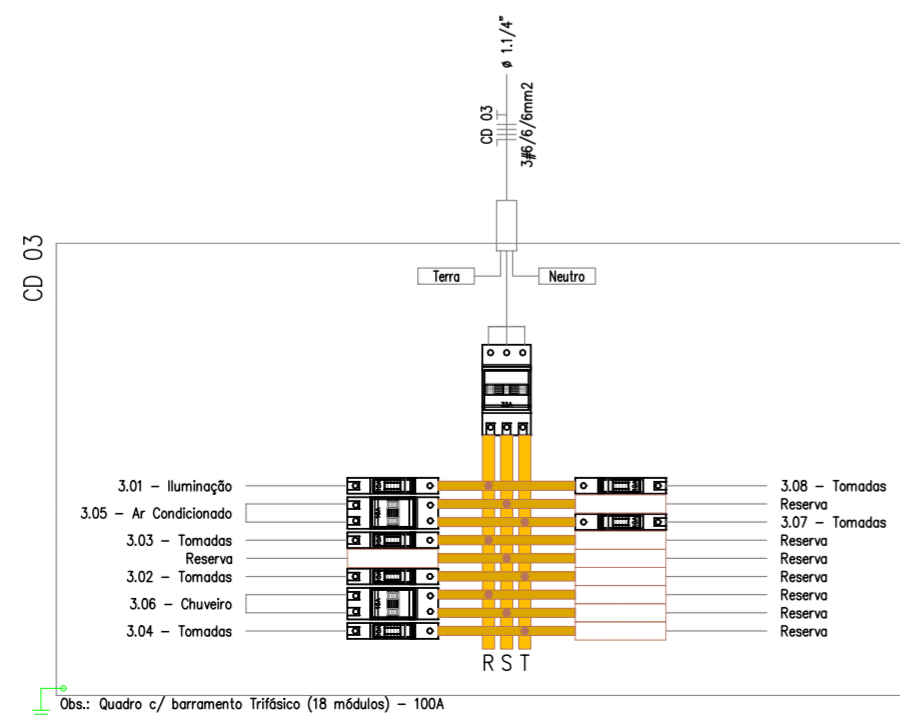 ø 1.1/4"
CD 03
3#6/6/6mm2
CD 03
Terra
Neutro
3.01 - Iluminação
3.05 - Ar Condicionado
3.03 - Tomadas
Reserva
3.02 - Tomadas
3.06 - Chuveiro
3.04 - Tomadas
3.08 - Tomadas
Reserva
3.07 - Tomadas
Reserva
Reserva
Reserva
Reserva
Reserva
Reserva
R S T
Obs.: Quadro c/ barramento Trifásico (18 módulos) - 100A